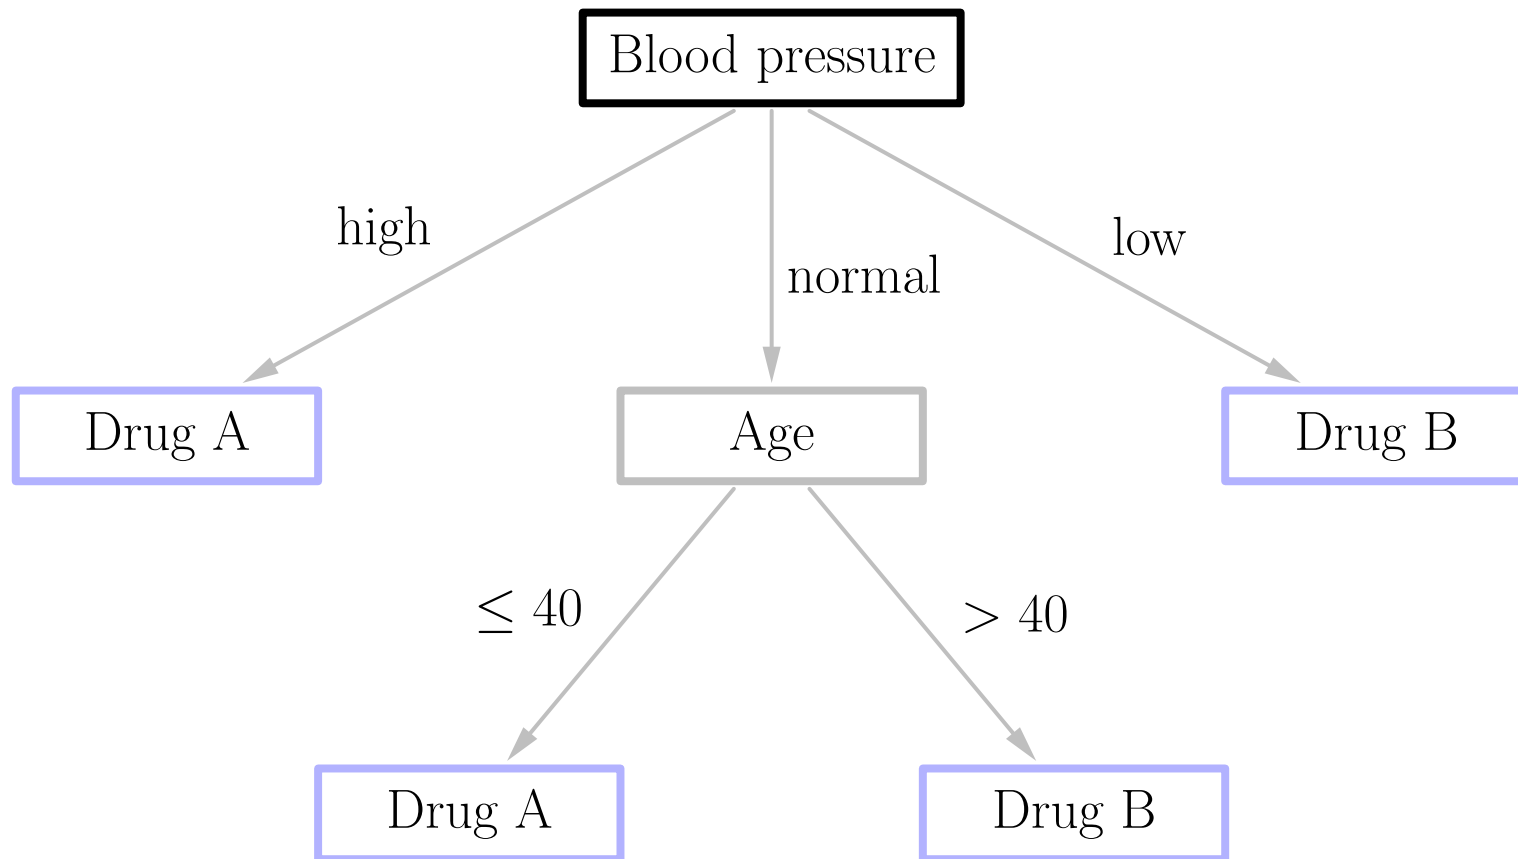 Blood pressure
high
normal
low
Drug A
Age
Drug B
≤ 40
> 40
Drug A
Drug B